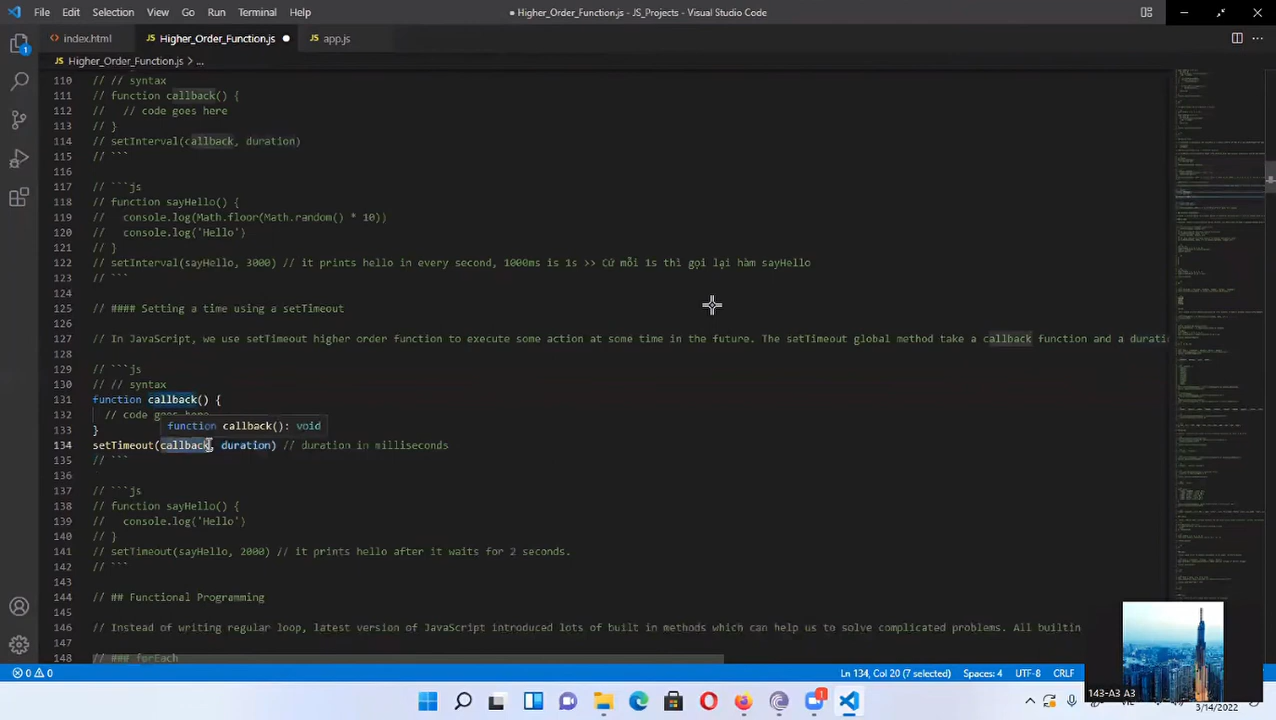 File Edit Selection View Go Run Terminal Help
● Higher_Order_Function.js - JS_Projects - Visual Studio Code
index.html Higher_Order_Function.js ● app.js
Higher_Order_Function.js > ...
110 // // syntax
111 // function callback() {
112 //   // code goes here
113 // }
114 // setInterval(callback, duration)
115 // ```
116
117 // ```js
118 // function sayHello() {
119 //   console.log(Math.floor(Math.random() * 10))
120 //   console.log('Hello')
121 // }
122 // setInterval(sayHello, 3000) // it prints hello in every second, 1000ms is 1s >> Cứ mỗi 1s thì gọi lại hàm sayHello
123 // ```
124
125 // #### Setting a time using a setTimeout
126
127 // In JavaScript, we use setTimeout higher order function to execute some action at some time in the future. The setTimeout global method take a callback function and a duratio
128
129 // ```js
130 // // syntax
131 function callback() {
132   // code goes here
function callback(): void
133 }
134 setTimeout(callback, duration) // duration in milliseconds
135 // ```
136
137 // ```js
138 // function sayHello() {
139 //   console.log('Hello')
140 // }
141 // setTimeout(sayHello, 2000) // it prints hello after it waits for 2 seconds.
142 // ```
143
144 // ## Functional Programming
145
146 // Instead of writing regular loop, latest version of JavaScript introduced lots of built in methods which can help us to solve complicated problems. All builtin
147
148 // ### forEach
0 0 Ln 134, Col 20 (7 selected) Spaces: 4 UTF-8 CRLF
143-A3 A3
3/14/2022